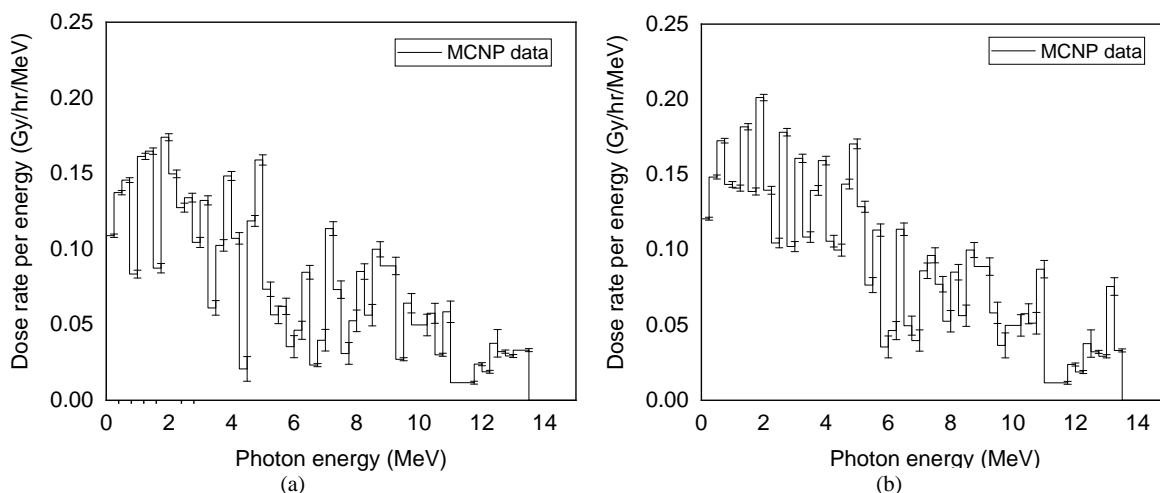 0.25
0.20
0.15
0.10
0.05
0.00
Dose rate per energy (Gy/hr/MeV)
MCNP data
0 2 4 6 8 10 12 14
Photon energy (MeV)
(a)
0.25
0.20
0.15
0.10
0.05
0.00
Dose rate per energy (Gy/hr/MeV)
MCNP data
0 2 4 6 8 10 12 14
Photon energy (MeV)
(b)